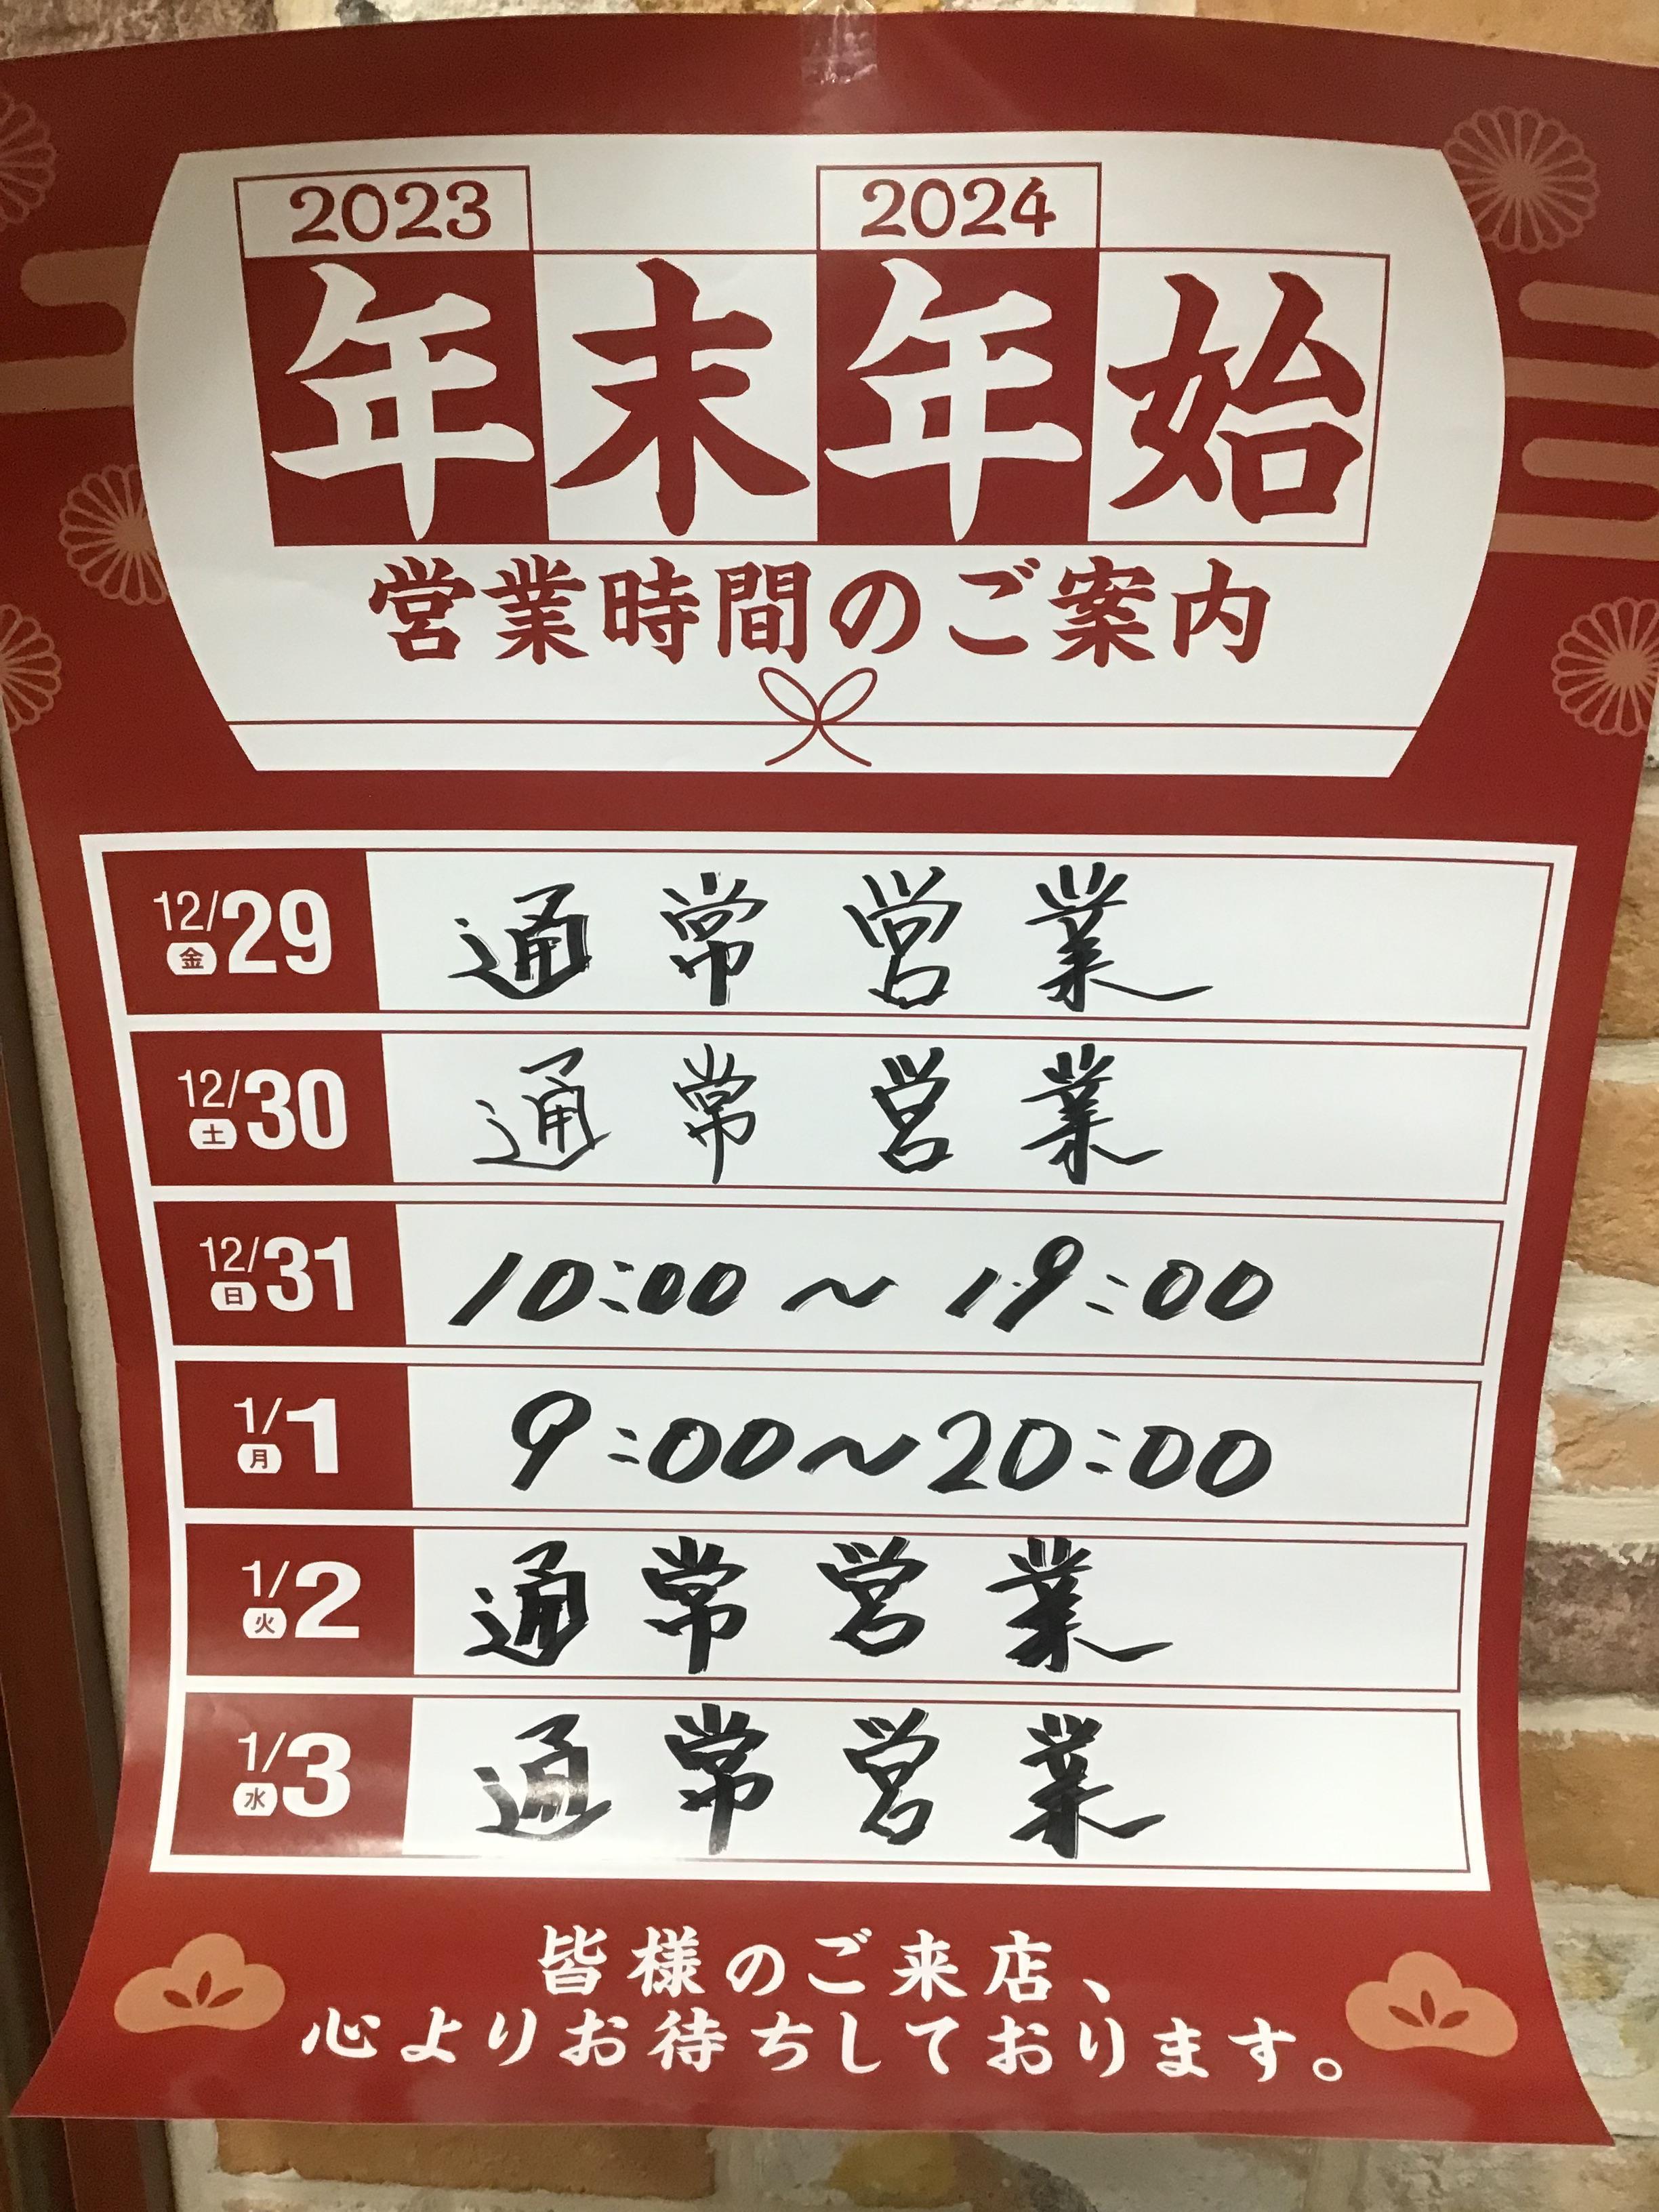 2023 2024
年末年始
営業時間のご案内
12/29 金 通常営業
12/30 土 通常営業
12/31 日 10:00~19:00
1/1 月 9:00~20:00
1/2 火 通常営業
1/3 水 通常営業
皆様のご来店、
心よりお待ちしております。